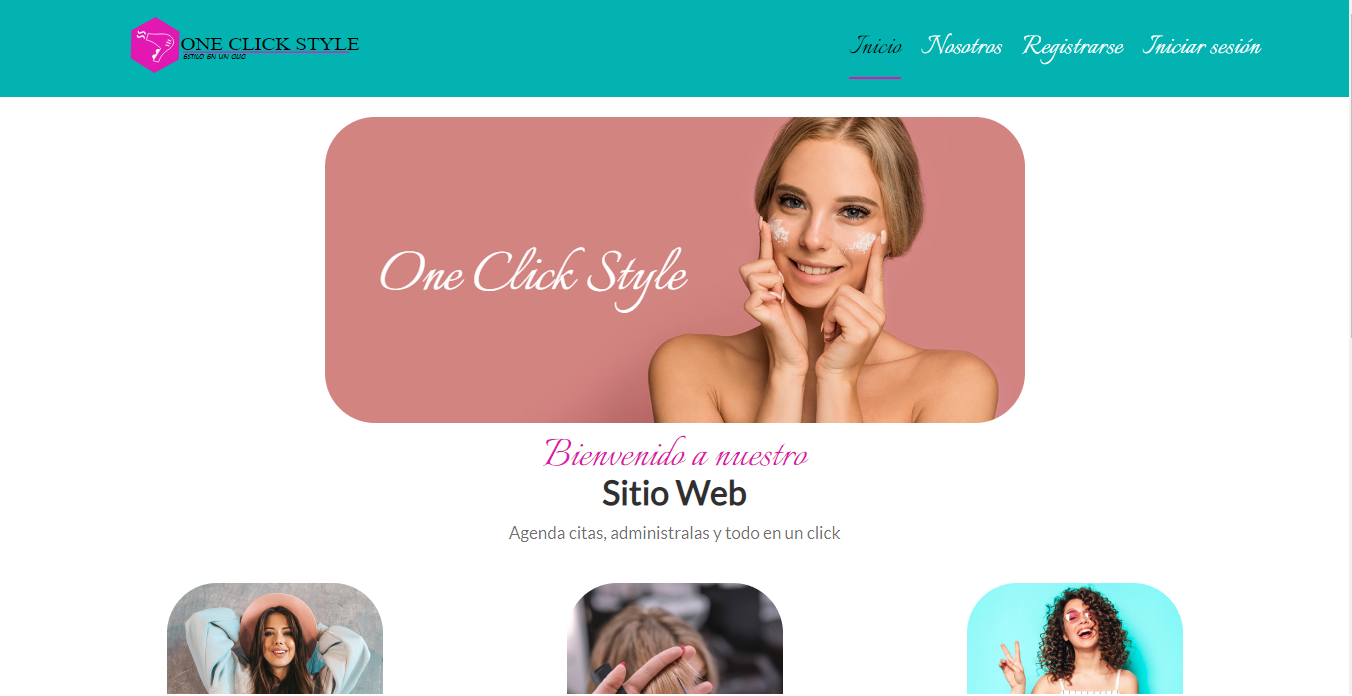 ONE CLICK STYLE
ESTILO EN UN CLIC
Inicio Nosotros Registrarse Iniciar sesión
One Click Style
Bienvenido a nuestro
Sitio Web
Agenda citas, administralas y todo en un click